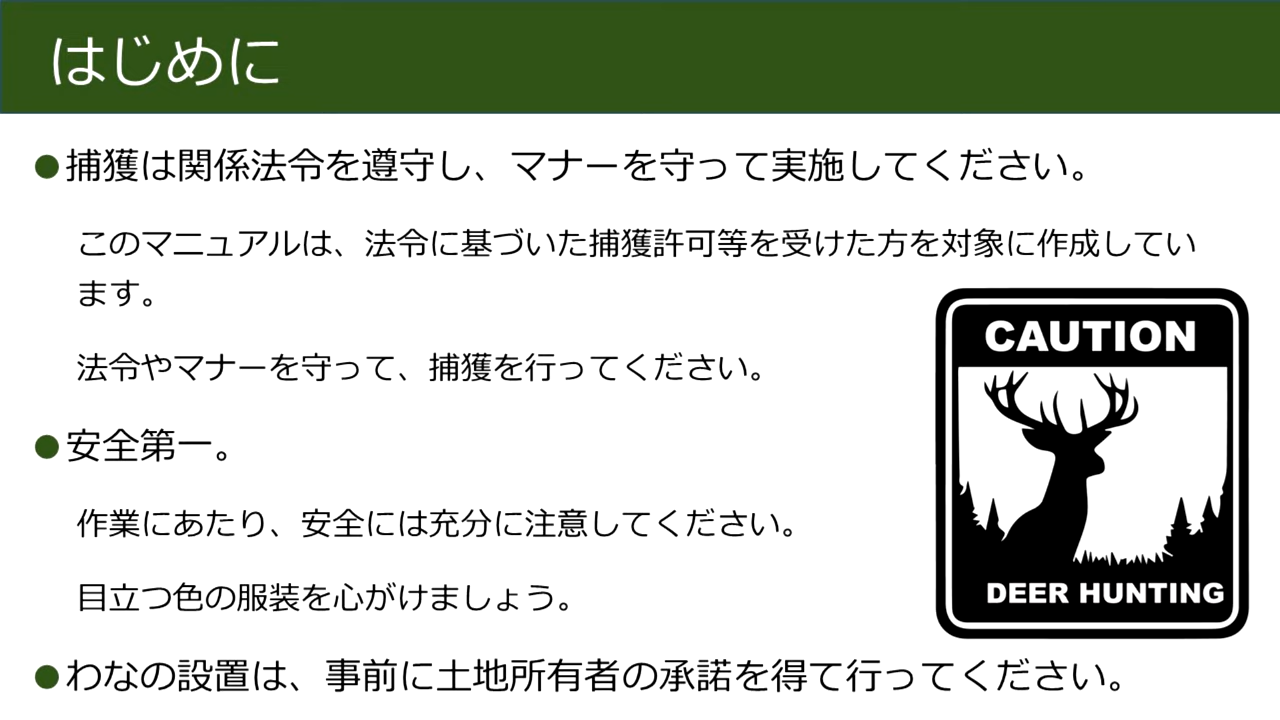 はじめに
●捕獲は関係法令を遵守し、マナーを守って実施してください。
このマニュアルは、法令に基づいた捕獲許可等を受けた方を対象に作成してい
ます。
法令やマナーを守って、捕獲を行ってください。
●安全第一。
作業にあたり、安全には充分に注意してください。
目立つ色の服装を心がけましょう。
●わなの設置は、事前に土地所有者の承諾を得て行ってください。
CAUTION
DEER HUNTING